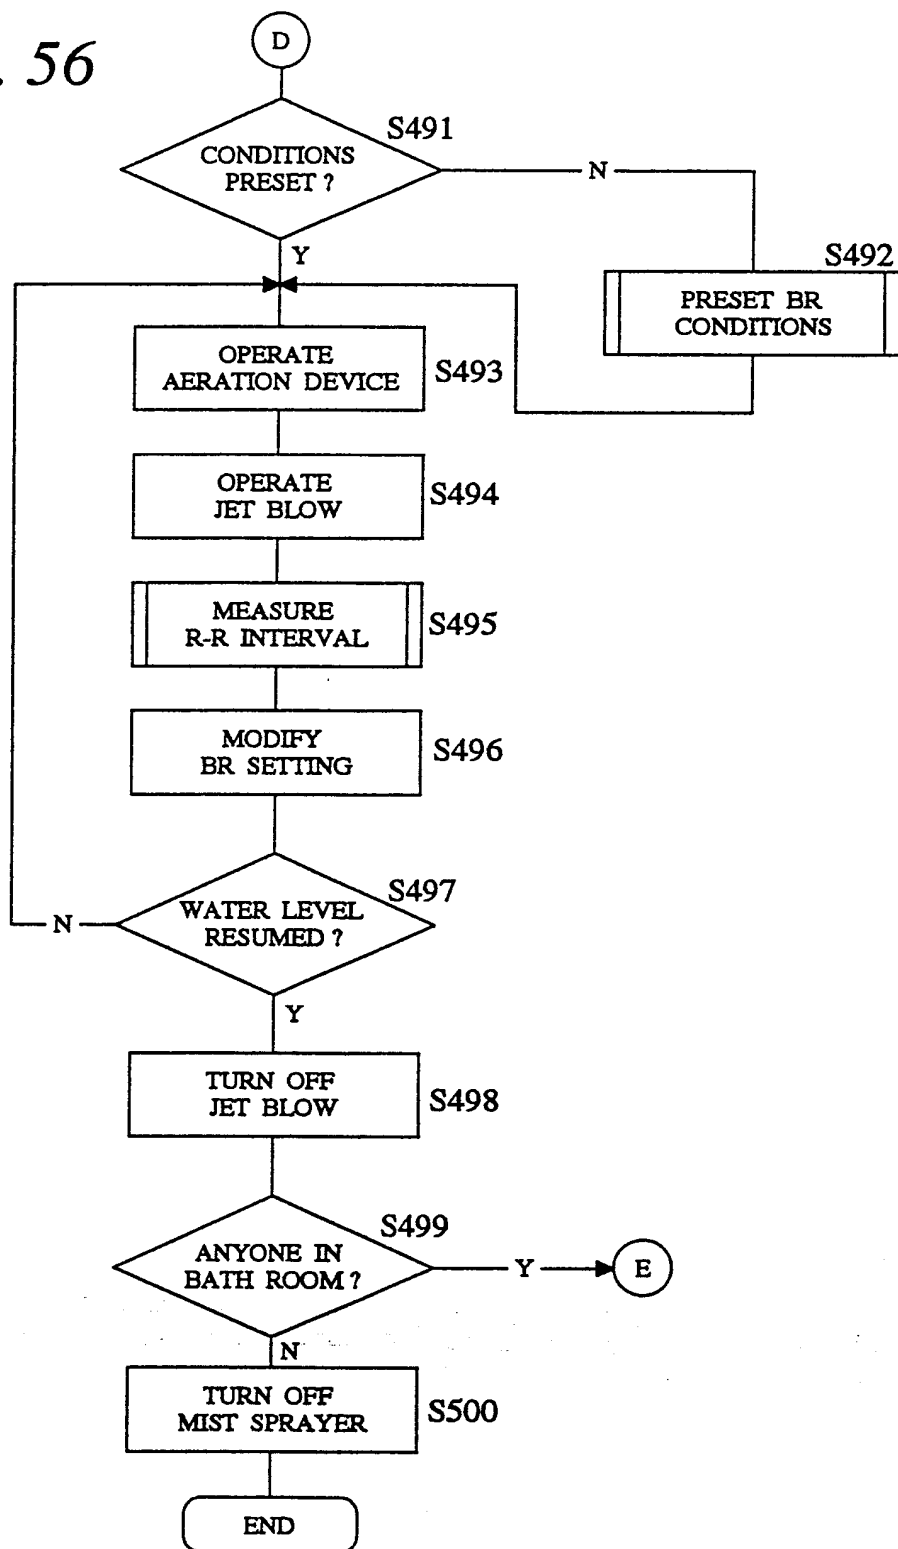 . 56
D
S491
CONDITIONS
PRESET ?
N
Y
S492
PRESET BR
CONDITIONS
OPERATE
AERATION DEVICE
S493
OPERATE
JET BLOW
S494
MEASURE
R-R INTERVAL
S495
MODIFY
BR SETTING
S496
S497
WATER LEVEL
RESUMED ?
N
Y
TURN OFF
JET BLOW
S498
S499
ANYONE IN
BATH ROOM ?
Y
E
N
TURN OFF
MIST SPRAYER
S500
END